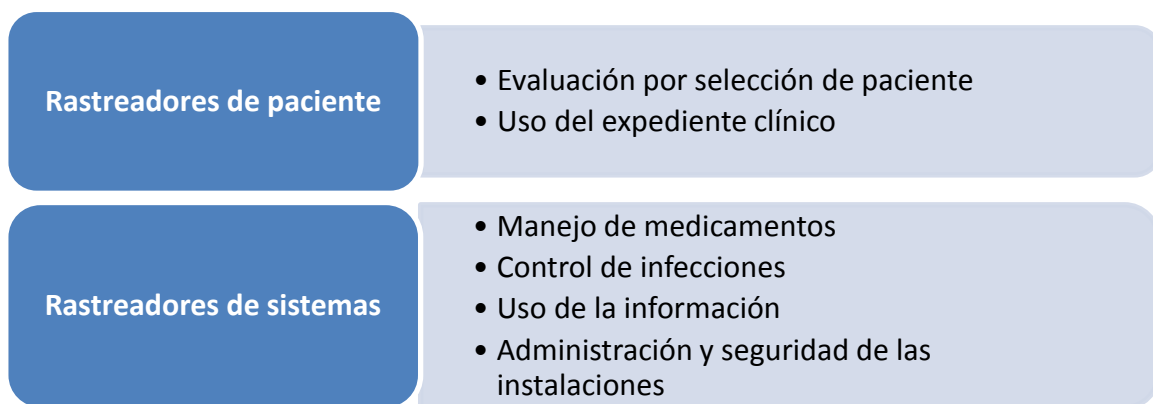 Rastreadores de paciente
• Evaluación por selección de paciente
• Uso del expediente clínico
Rastreadores de sistemas
• Manejo de medicamentos
• Control de infecciones
• Uso de la información
• Administración y seguridad de las
instalaciones